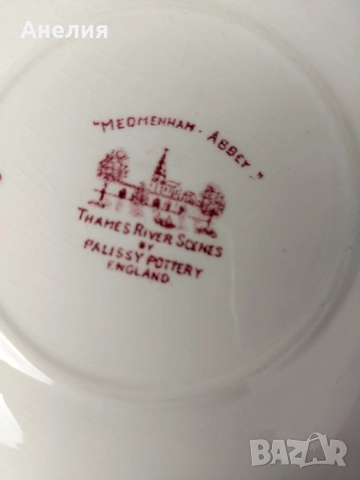 Анелия
"MEDMENHAM - ABBEY"
THAMES RIVER SCENES
BY
PALISSY POTTERY
ENGLAND
BAZAR
bg